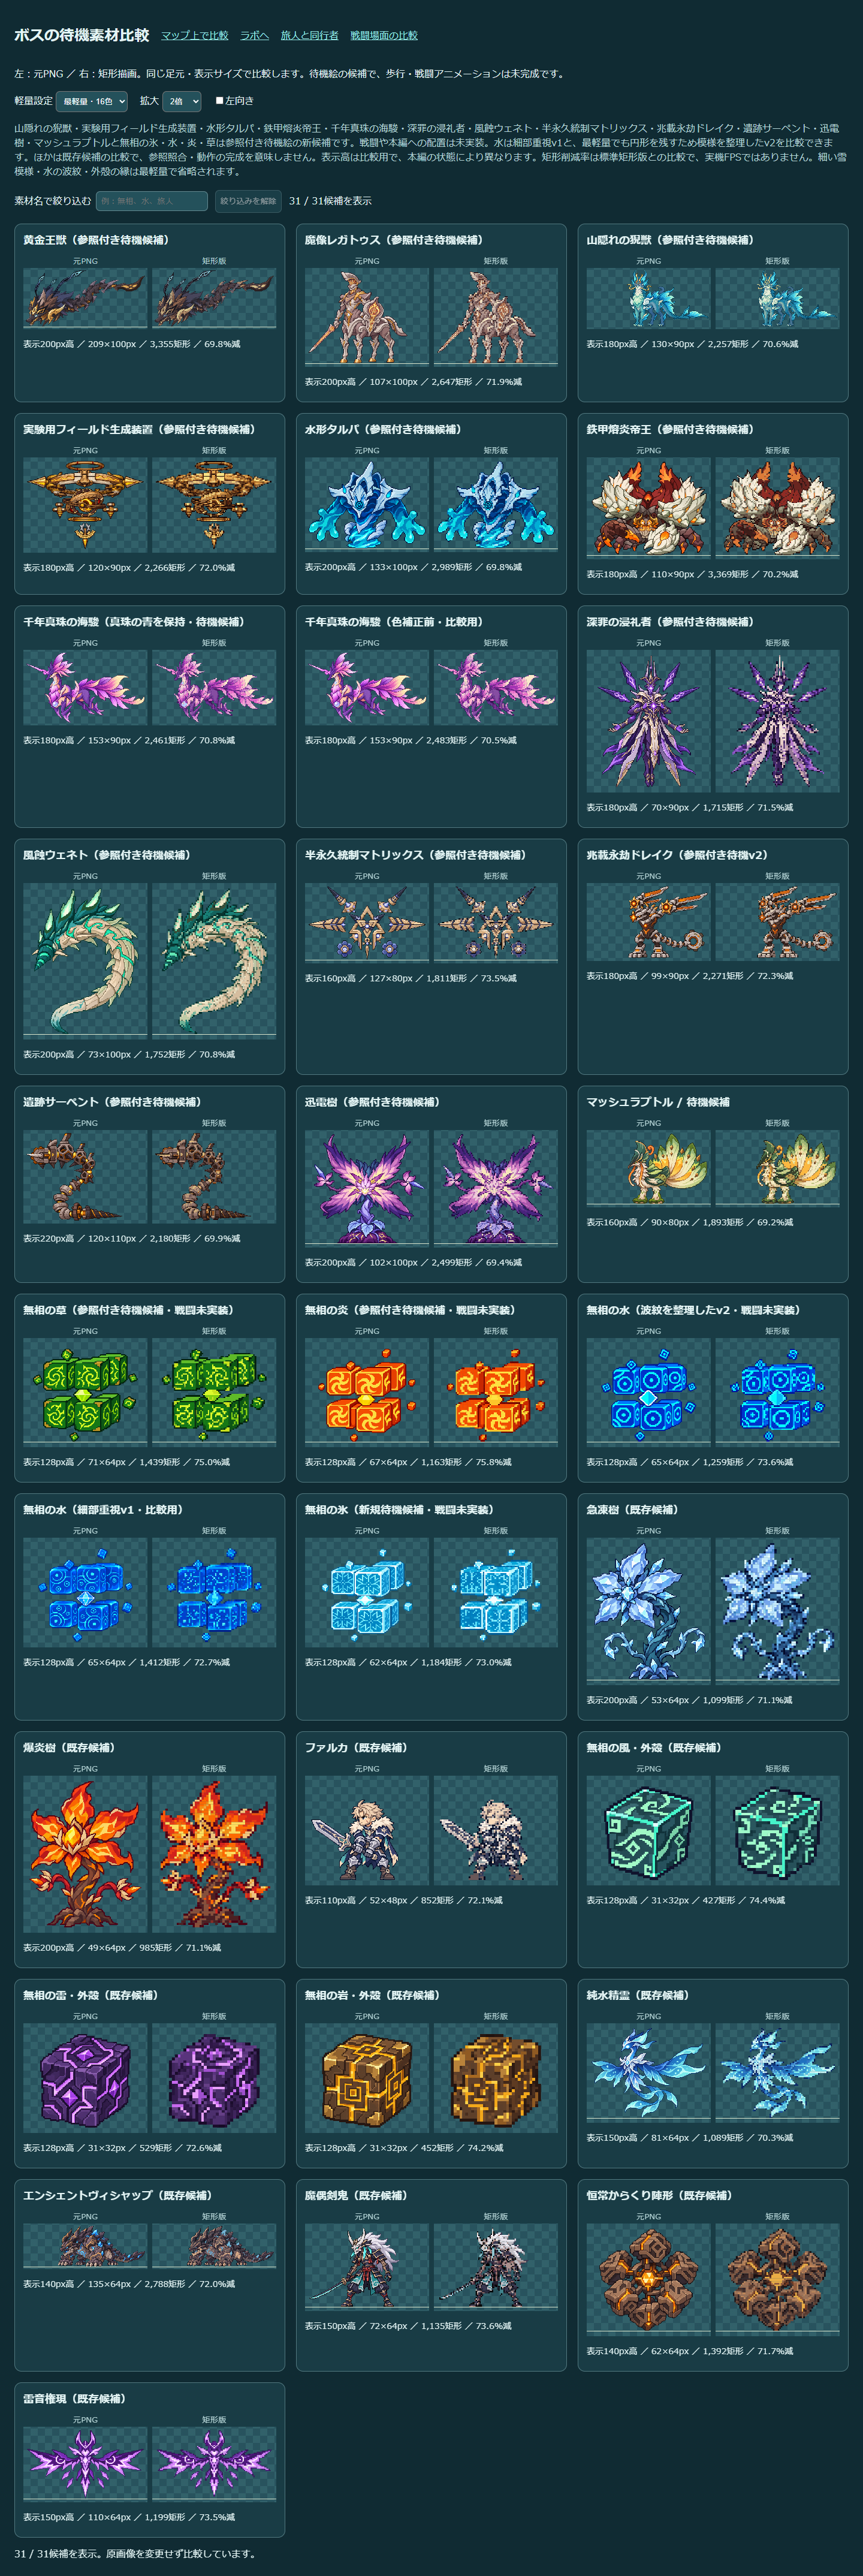 ボスの待機素材比較 マップ上で比較 ラボへ 旅人と同行者 戦闘場面の比較
左：元PNG ／ 右：矩形描画。同じ足元・表示サイズで比較します。待機絵の候補で、歩行・戦闘アニメーションは未完成です。
軽量設定 最軽量・16色 拡大 2倍 左向き
山隠れの猊獣・実験用フィールド生成装置・水形タルパ・鉄甲熔炎帝王・千年真珠の海駿・深罪の浸礼者・風蝕ウェネト・半永久統制マトリックス・兆載永劫ドレイク・遺跡サーペント・迅電
樹・マッシュラプトルと無相の氷・水・炎・草は参照付き待機絵の新候補です。戦闘や本編への配置は未実装。水は細部重視v1と、最軽量でも円形を残すため模様を整理したv2を比較できま
す。ほかは既存候補の比較で、参照照合・動作の完成を意味しません。表示高は比較用で、本編の状態により異なります。矩形削減率は標準矩形版との比較で、実機FPSではありません。細い雪
模様・水の波紋・外殻の縁は最軽量で省略されます。
素材名で絞り込む 例：無相、水、旅人 絞り込みを解除 31 / 31候補を表示
黄金王獣（参照付き待機候補）
元PNG 矩形版
表示200px高 ／ 209×100px ／ 3,355矩形 ／ 69.8%減
魔像レガトゥス（参照付き待機候補）
元PNG 矩形版
表示200px高 ／ 107×100px ／ 2,647矩形 ／ 71.9%減
山隠れの猊獣（参照付き待機候補）
元PNG 矩形版
表示180px高 ／ 130×90px ／ 2,257矩形 ／ 70.6%減
実験用フィールド生成装置（参照付き待機候補）
元PNG 矩形版
表示180px高 ／ 120×90px ／ 2,266矩形 ／ 72.0%減
水形タルパ（参照付き待機候補）
元PNG 矩形版
表示200px高 ／ 133×100px ／ 2,989矩形 ／ 69.8%減
鉄甲熔炎帝王（参照付き待機候補）
元PNG 矩形版
表示180px高 ／ 110×90px ／ 3,369矩形 ／ 70.2%減
千年真珠の海駿（真珠の青を保持・待機候補）
元PNG 矩形版
表示180px高 ／ 153×90px ／ 2,461矩形 ／ 70.8%減
千年真珠の海駿（色補正前・比較用）
元PNG 矩形版
表示180px高 ／ 153×90px ／ 2,483矩形 ／ 70.5%減
深罪の浸礼者（参照付き待機候補）
元PNG 矩形版
表示180px高 ／ 70×90px ／ 1,715矩形 ／ 71.5%減
風蝕ウェネト（参照付き待機候補）
元PNG 矩形版
表示200px高 ／ 73×100px ／ 1,752矩形 ／ 70.8%減
半永久統制マトリックス（参照付き待機候補）
元PNG 矩形版
表示160px高 ／ 127×80px ／ 1,811矩形 ／ 73.5%減
兆載永劫ドレイク（参照付き待機v2）
元PNG 矩形版
表示180px高 ／ 99×90px ／ 2,271矩形 ／ 72.3%減
遺跡サーペント（参照付き待機候補）
元PNG 矩形版
表示220px高 ／ 120×110px ／ 2,180矩形 ／ 69.9%減
迅電樹（参照付き待機候補）
元PNG 矩形版
表示200px高 ／ 102×100px ／ 2,499矩形 ／ 69.4%減
マッシュラプトル / 待機候補
元PNG 矩形版
表示160px高 ／ 90×80px ／ 1,893矩形 ／ 69.2%減
無相の草（参照付き待機候補・戦闘未実装）
元PNG 矩形版
表示128px高 ／ 71×64px ／ 1,439矩形 ／ 75.0%減
無相の炎（参照付き待機候補・戦闘未実装）
元PNG 矩形版
表示128px高 ／ 67×64px ／ 1,163矩形 ／ 75.8%減
無相の水（波紋を整理したv2・戦闘未実装）
元PNG 矩形版
表示128px高 ／ 65×64px ／ 1,259矩形 ／ 73.6%減
無相の水（細部重視v1・比較用）
元PNG 矩形版
表示128px高 ／ 65×64px ／ 1,412矩形 ／ 72.7%減
無相の氷（新規待機候補・戦闘未実装）
元PNG 矩形版
表示128px高 ／ 62×64px ／ 1,184矩形 ／ 73.0%減
急凍樹（既存候補）
元PNG 矩形版
表示200px高 ／ 53×64px ／ 1,099矩形 ／ 71.1%減
爆炎樹（既存候補）
元PNG 矩形版
表示200px高 ／ 49×64px ／ 985矩形 ／ 71.1%減
ファルカ（既存候補）
元PNG 矩形版
表示110px高 ／ 52×48px ／ 852矩形 ／ 72.1%減
無相の風・外殻（既存候補）
元PNG 矩形版
表示128px高 ／ 31×32px ／ 427矩形 ／ 74.4%減
無相の雷・外殻（既存候補）
元PNG 矩形版
表示128px高 ／ 31×32px ／ 529矩形 ／ 72.6%減
無相の岩・外殻（既存候補）
元PNG 矩形版
表示128px高 ／ 31×32px ／ 452矩形 ／ 74.2%減
純水精霊（既存候補）
元PNG 矩形版
表示150px高 ／ 81×64px ／ 1,089矩形 ／ 70.3%減
エンシェントヴィシャップ（既存候補）
元PNG 矩形版
表示140px高 ／ 135×64px ／ 2,788矩形 ／ 72.0%減
魔偶剣鬼（既存候補）
元PNG 矩形版
表示150px高 ／ 72×64px ／ 1,135矩形 ／ 73.6%減
恒常からくり陣形（既存候補）
元PNG 矩形版
表示140px高 ／ 62×64px ／ 1,392矩形 ／ 71.7%減
雷音権現（既存候補）
元PNG 矩形版
表示150px高 ／ 110×64px ／ 1,199矩形 ／ 73.5%減
31 / 31候補を表示。原画像を変更せず比較しています。